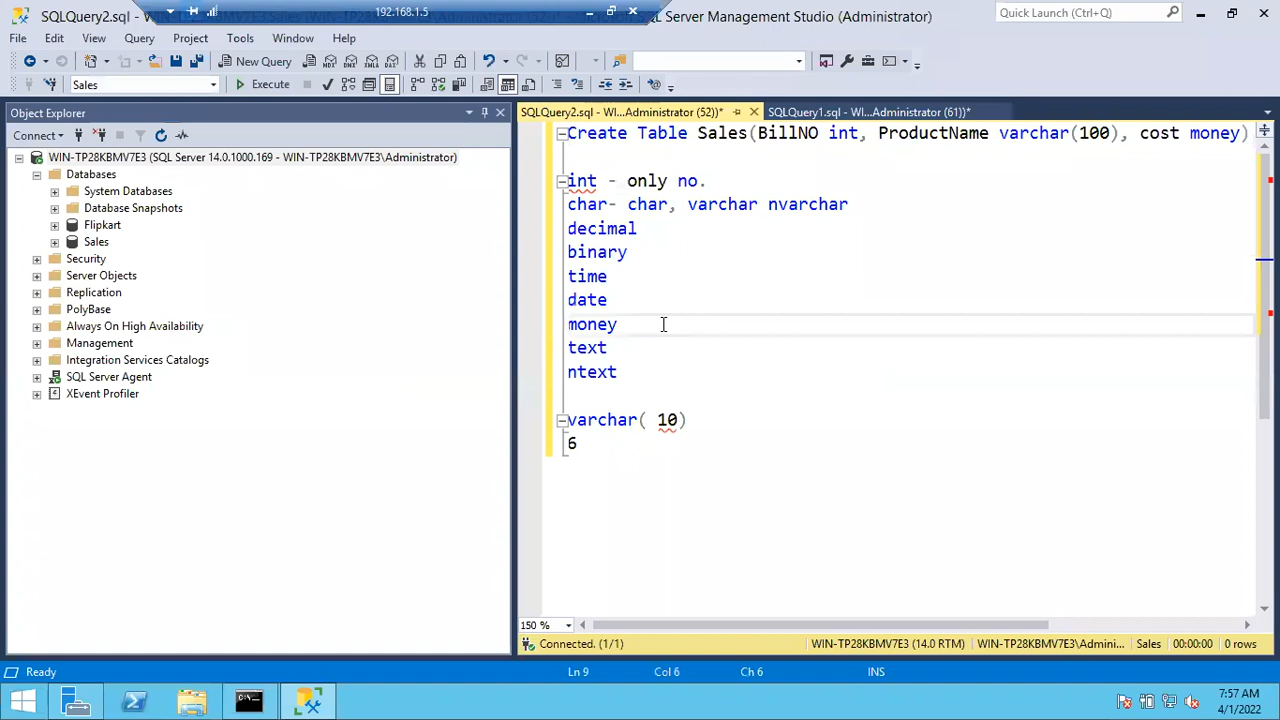 SQLQuery2.sql - WIN-TP28KBMV7E3.Sales (WIN-TP28KBMV7E3\Administrator (52))* - Microsoft SQL Server Management Studio (Administrator)
192.168.1.5
Quick Launch (Ctrl+Q)
File Edit View Query Project Tools Window Help
New Query
MDX DMX XMLA DAX
Sales
Execute
Object Explorer
SQLQuery2.sql - WI...Administrator (52))*
SQLQuery1.sql - WI...Administrator (61))*
Connect
WIN-TP28KBMV7E3 (SQL Server 14.0.1000.169 - WIN-TP28KBMV7E3\Administrator)
Databases
System Databases
Database Snapshots
Flipkart
Sales
Security
Server Objects
Replication
PolyBase
Always On High Availability
Management
Integration Services Catalogs
SQL Server Agent
XEvent Profiler
Create Table Sales(BillNO int, ProductName varchar(100), cost money)
int - only no.
char- char, varchar nvarchar
decimal
binary
time
date
money
text
ntext
varchar( 10)
6
150 %
Connected. (1/1)
WIN-TP28KBMV7E3 (14.0 RTM)
WIN-TP28KBMV7E3\Admini...
Sales
00:00:00
0 rows
Ready
Ln 9
Col 6
Ch 6
INS
7:57 AM
4/1/2022